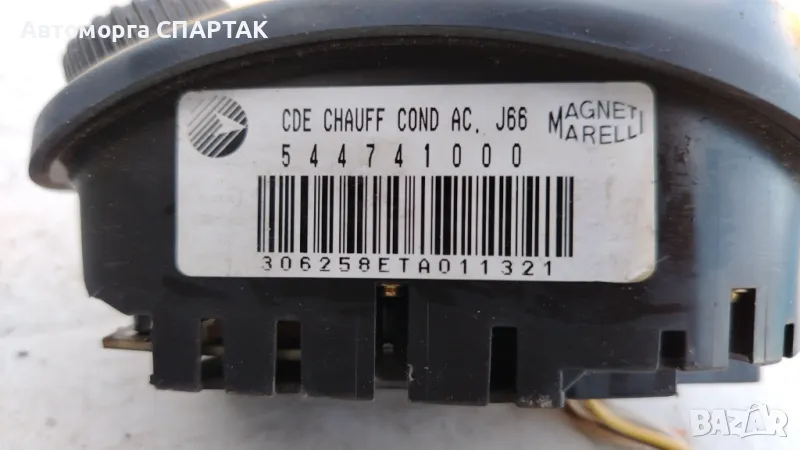 Автоморга СПАРТАК
CDE CHAUFF COND AC. J66
MAGNETI
MARELLI
544741000
306258ETA011321
BAZAR